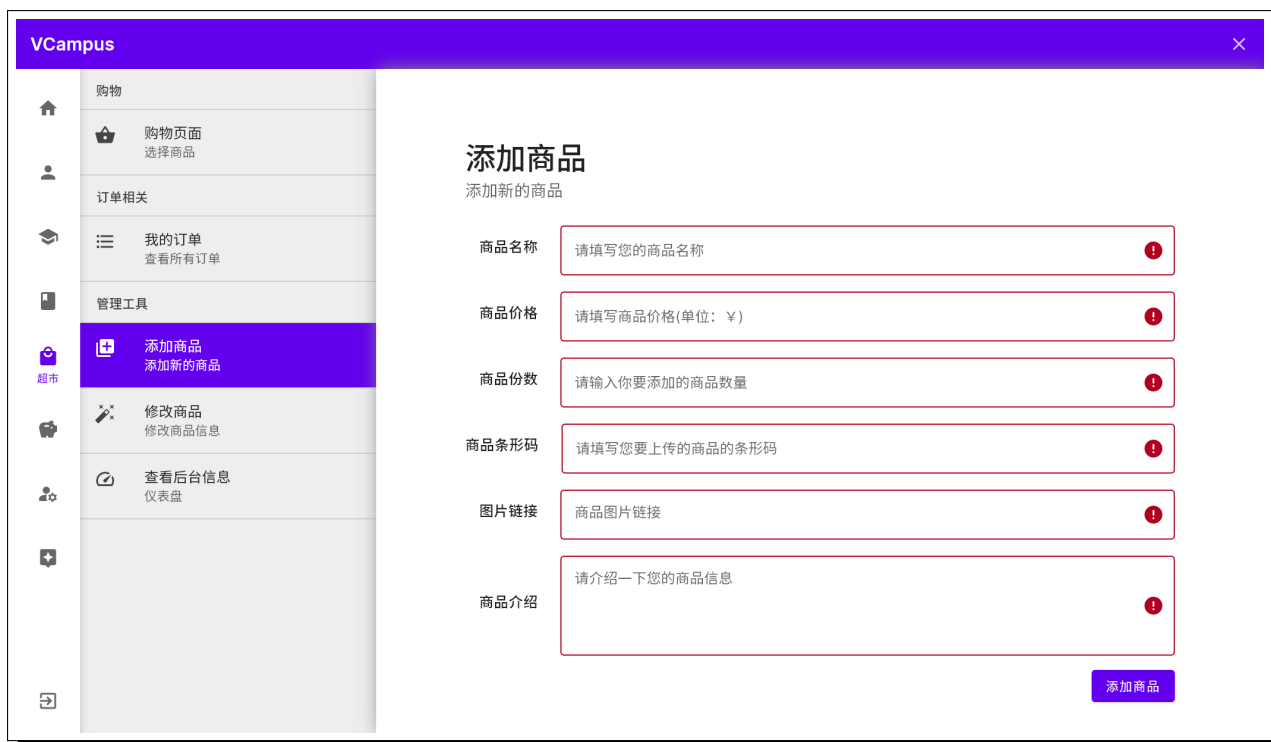 VCampus
超市
购物
购物页面
选择商品
订单相关
我的订单
查看所有订单
管理工具
添加商品
添加新的商品
修改商品
修改商品信息
查看后台信息
仪表盘
添加商品
添加新的商品
商品名称 请填写您的商品名称
商品价格 请填写商品价格(单位：￥)
商品份数 请输入你要添加的商品数量
商品条形码 请填写您要上传的商品的条形码
图片链接 商品图片链接
商品介绍 请介绍一下您的商品信息
添加商品